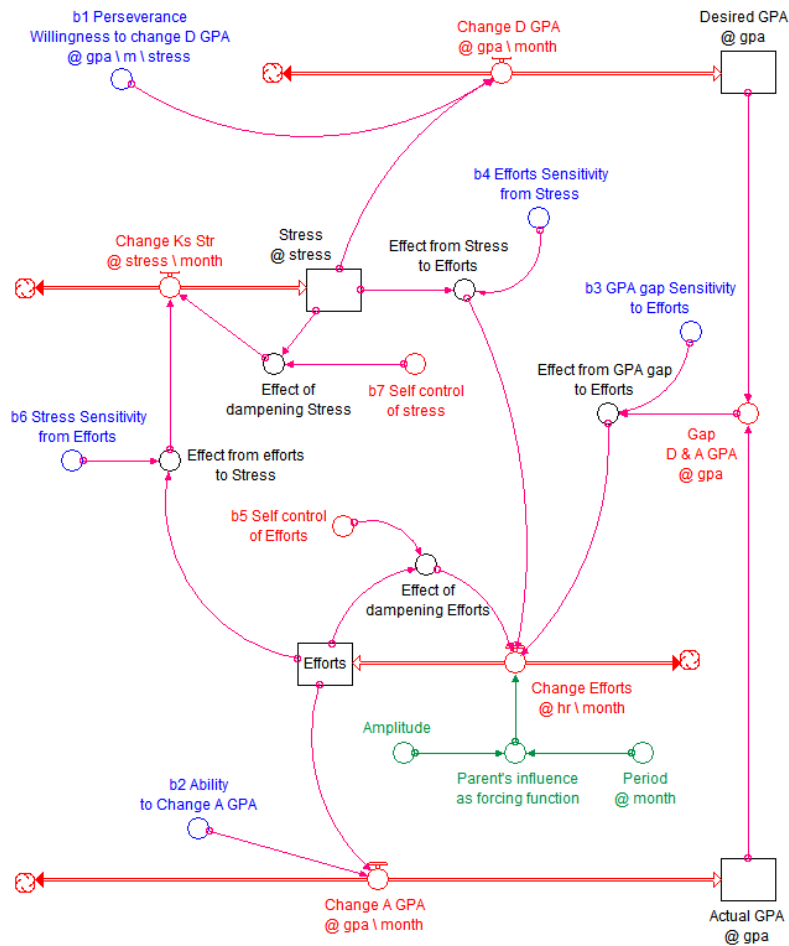 b1 Perseverance
Willingness to change D GPA
@ gpa \ m \ stress
Change D GPA
@ gpa \ month
Desired GPA
@ gpa
b4 Efforts Sensitivity
from Stress
Change Ks Str
@ stress \ month
Stress
@ stress
Effect from Stress
to Efforts
b3 GPA gap Sensitivity
to Efforts
Effect of
dampening Stress
b7 Self control
of stress
Effect from GPA gap
to Efforts
b6 Stress Sensitivity
from Efforts
Effect from efforts
to Stress
Gap
D & A GPA
@ gpa
b5 Self control
of Efforts
Effect of
dampening Efforts
Efforts
Change Efforts
@ hr \ month
Amplitude
Parent's influence
as forcing function
Period
@ month
b2 Ability
to Change A GPA
Change A GPA
@ gpa \ month
Actual GPA
@ gpa